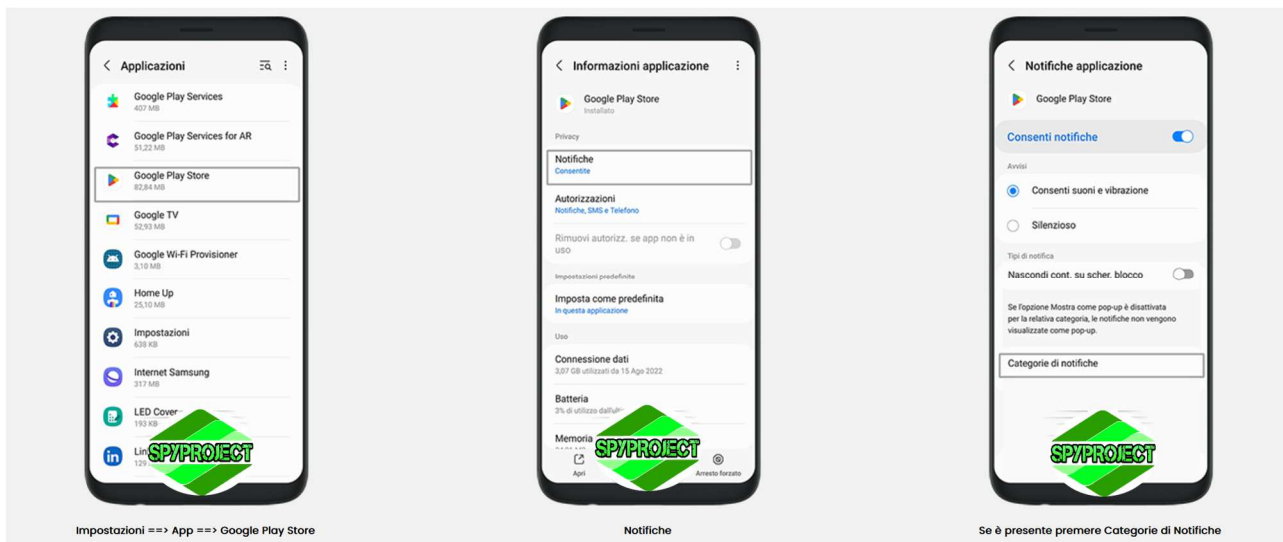 Applicazioni
Google Play Services
407 MB
Google Play Services for AR
51,22 MB
Google Play Store
82,84 MB
Google TV
52,93 MB
Google Wi-Fi Provisioner
3,10 MB
Home Up
25,10 MB
Impostazioni
638 KB
Internet Samsung
317 MB
LED Cover
193 KB
SPYPROJECT
Impostazioni ==> App ==> Google Play Store
Informazioni applicazione
Google Play Store
Installato
Privacy
Notifiche
Consentite
Autorizzazioni
Notifiche, SMS e Telefono
Rimuovi autorizz. se app non è in
uso
Impostazioni predefinite
Imposta come predefinita
In questa applicazione
Uso
Connessione dati
3,07 GB utilizzati da 15 Ago 2022
Batteria
3% di utilizzo
Memoria
SPYPROJECT
Apri
Arresto forzato
Notifiche
Notifiche applicazione
Google Play Store
Consenti notifiche
Avvisi
Consenti suoni e vibrazione
Silenzioso
Tipi di notifica
Nascondi cont. su scher. blocco
Se l'opzione Mostra come pop-up è disattivata
per la relativa categoria, le notifiche non vengono
visualizzate come pop-up.
Categorie di notifiche
SPYPROJECT
Se è presente premere Categorie di Notifiche